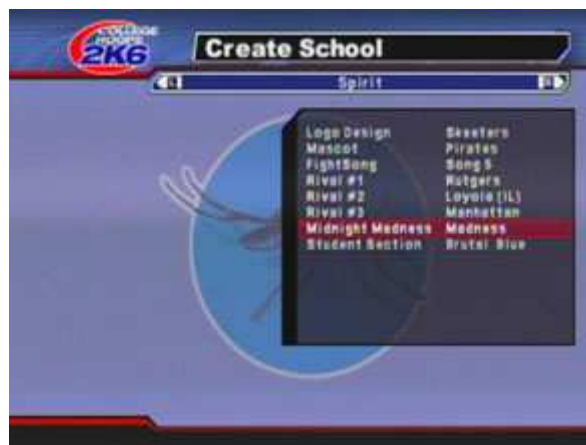 COLLEGE HOOPS 2K6
Create School
Spirit
Logo Design Skeeters
Mascot Pirates
FightSong Song 5
Rival #1 Rutgers
Rival #2 Loyola (IL)
Rival #3 Manhattan
Midnight Madness Madness
Student Section Brutal Blue